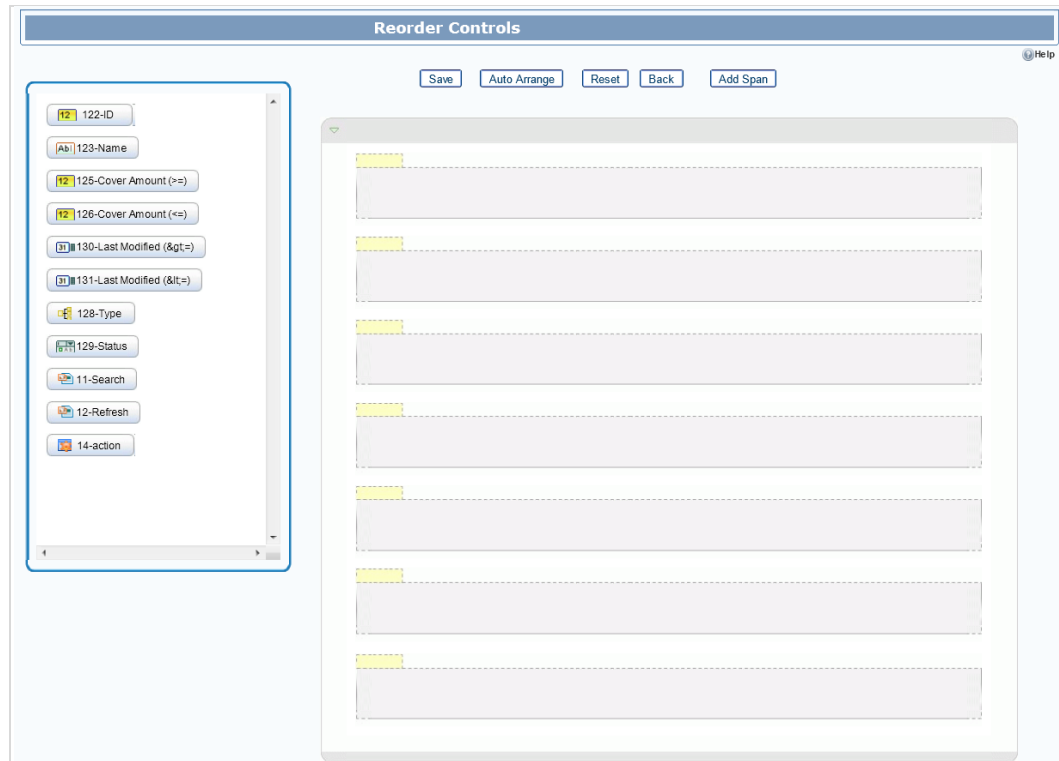 Reorder Controls
Help
Save Auto Arrange Reset Back Add Span
12 122-ID
Ab 123-Name
12 125-Cover Amount (>=)
12 126-Cover Amount (<=)
31 130-Last Modified (&gt;=)
31 131-Last Modified (&lt;=)
128-Type
129-Status
11-Search
12-Refresh
14-action